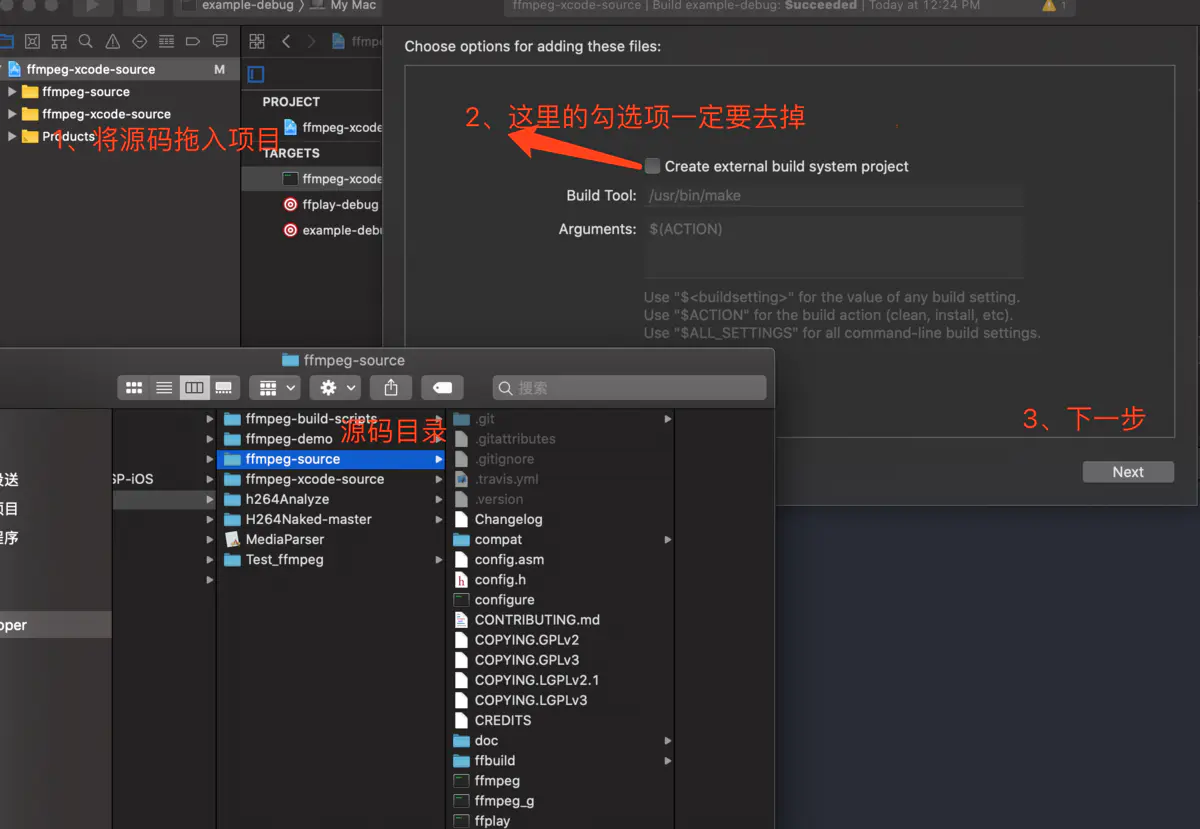 example-debug 〉 My Mac
ffmpeg-xcode-source | Build example-debug: Succeeded | Today at 12:24 PM
1
ffmpeg-xcode-source M
ffmpeg-source
ffmpeg-xcode-source
Products
1、将源码拖入项目
PROJECT
ffmpeg-xcode
TARGETS
ffmpeg-xcode
ffplay-debug
example-debu
Choose options for adding these files:
2、这里的勾选项一定要去掉
Create external build system project
Build Tool: /usr/bin/make
Arguments: $(ACTION)
Use "$<buildsetting>" for the value of any build setting.
Use "$ACTION" for the build action (clean, install, etc).
Use "$ALL_SETTINGS" for all command-line build settings.
3、下一步
Next
ffmpeg-source
搜索
送
项目
程序
oper
SP-iOS
ffmpeg-build-scripts
ffmpeg-demo
源码目录
ffmpeg-source
ffmpeg-xcode-source
h264Analyze
H264Naked-master
MediaParser
Test_ffmpeg
.git
.gitattributes
.gitignore
.travis.yml
.version
Changelog
compat
config.asm
config.h
configure
CONTRIBUTING.md
COPYING.GPLv2
COPYING.GPLv3
COPYING.LGPLv2.1
COPYING.LGPLv3
CREDITS
doc
ffbuild
ffmpeg
ffmpeg_g
ffplay